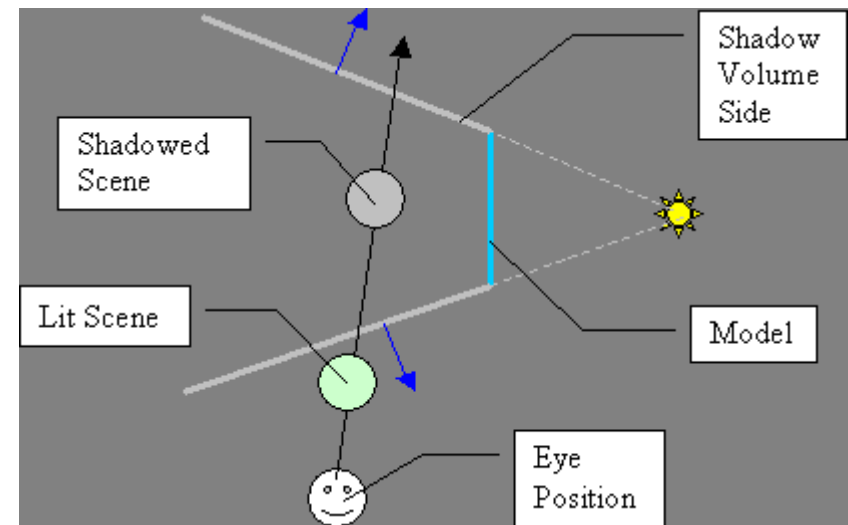 Shadow
Volume
Side
Shadowed
Scene
Lit Scene
Model
Eye
Position